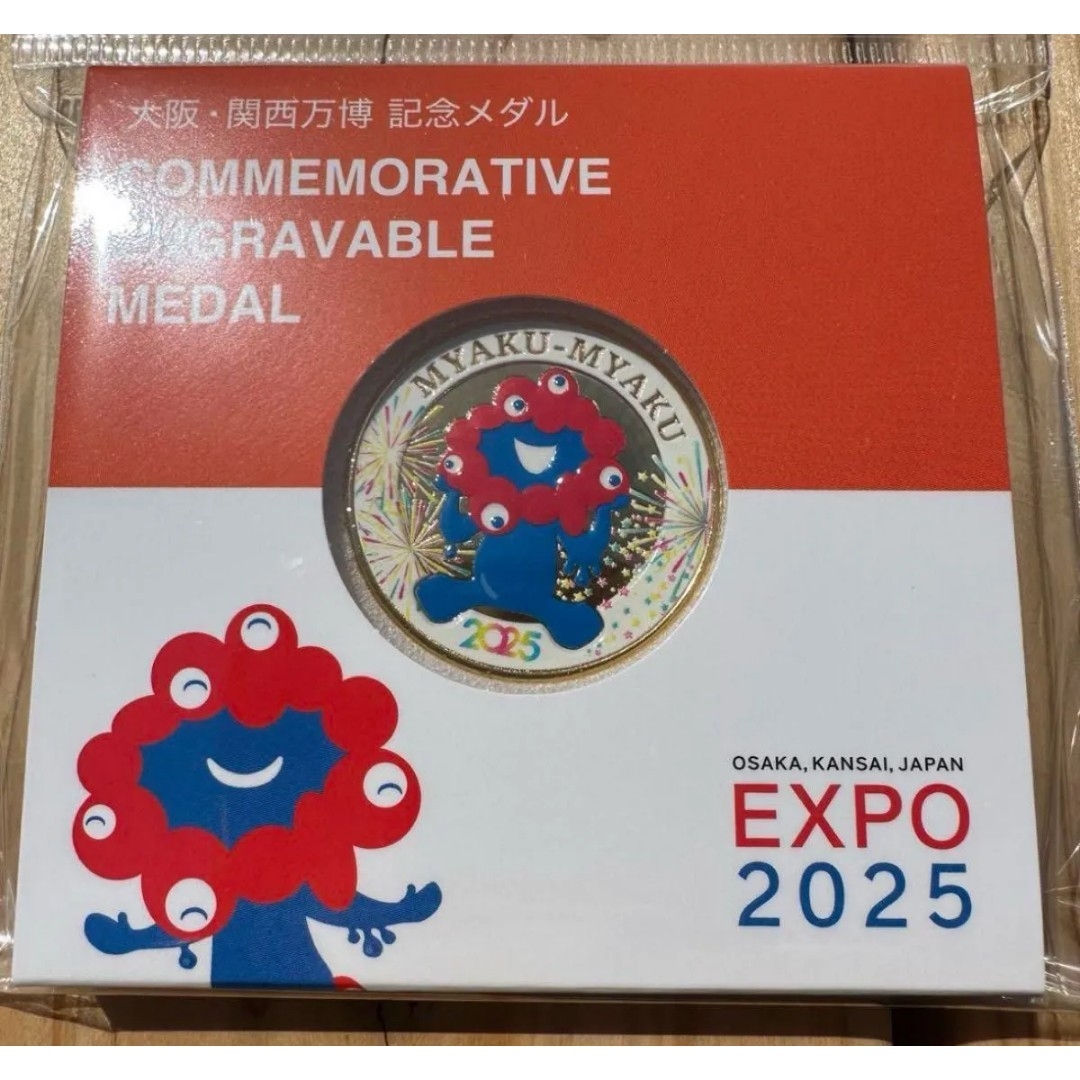 大阪・関西万博 記念メダル
COMMEMORATIVE
ENGRAVABLE
MEDAL
MYAKU-MYAKU
2025
OSAKA, KANSAI, JAPAN
EXPO
2025